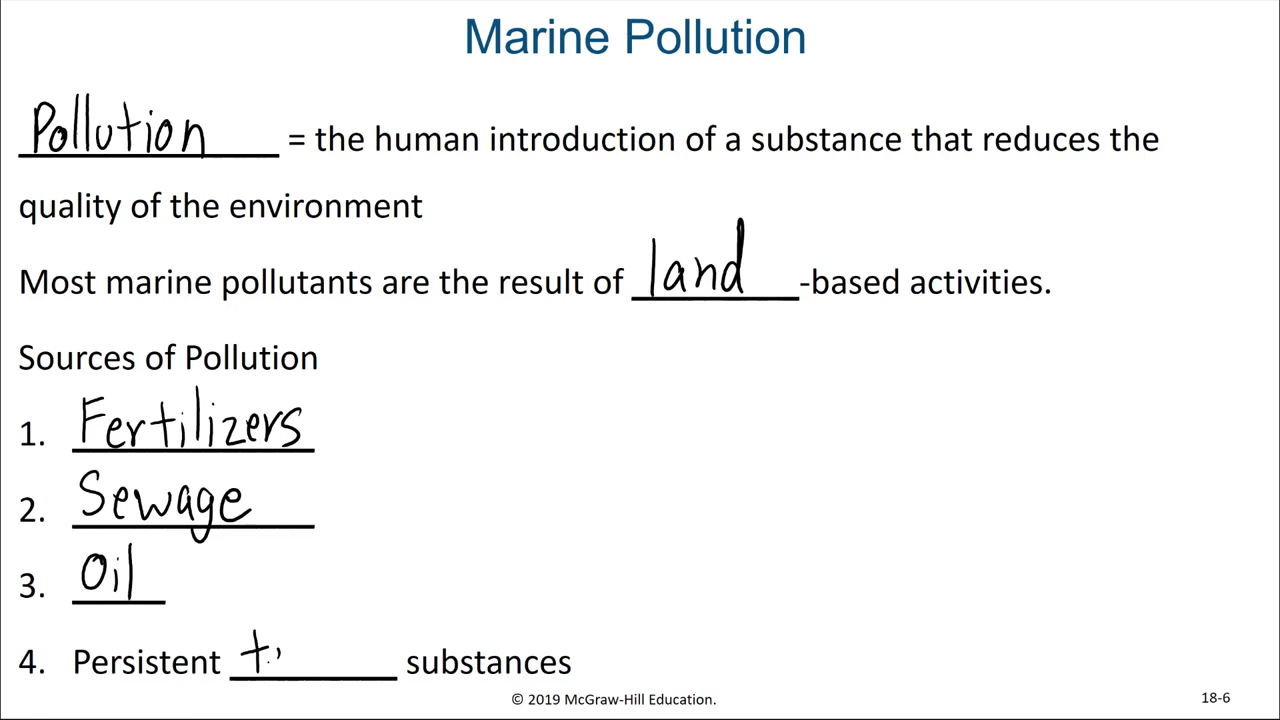 Marine Pollution
Pollution = the human introduction of a substance that reduces the
quality of the environment
Most marine pollutants are the result of land-based activities.
Sources of Pollution
1. Fertilizers
2. Sewage
3. Oil
4. Persistent t substances
© 2019 McGraw-Hill Education.
18-6